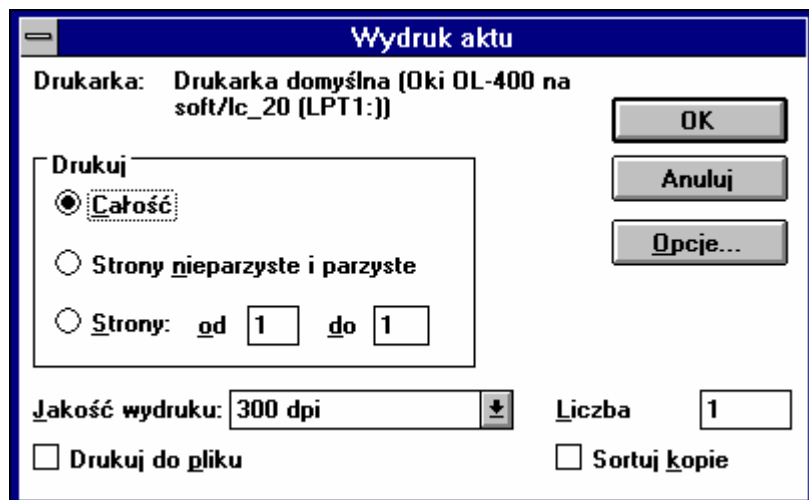 Wydruk aktu
Drukarka: Drukarka domyślna (Oki OL-400 na
soft/lc_20 (LPT1:))
OK
Drukuj
Anuluj
Całość
Opcje...
Strony nieparzyste i parzyste
Strony: od 1 do 1
Jakość wydruku: 300 dpi Liczba 1
Drukuj do pliku Sortuj kopie